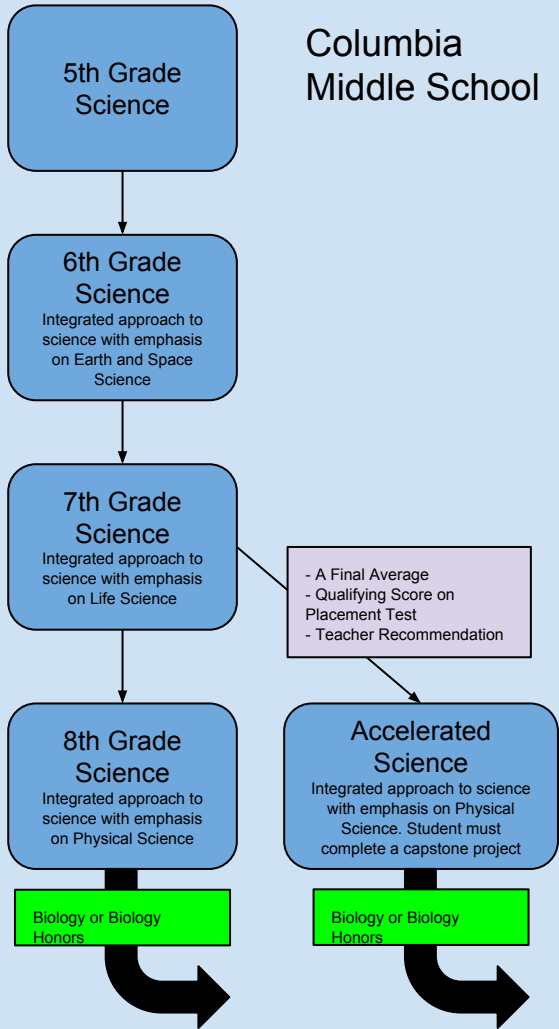 Columbia
Middle School
5th Grade
Science
6th Grade
Science
Integrated approach to
science with emphasis
on Earth and Space
Science
7th Grade
Science
Integrated approach to
science with emphasis
on Life Science
- A Final Average
- Qualifying Score on
Placement Test
- Teacher Recommendation
8th Grade
Science
Integrated approach to
science with emphasis
on Physical Science
Accelerated
Science
Integrated approach to science
with emphasis on Physical
Science. Student must
complete a capstone project
Biology or Biology
Honors
Biology or Biology
Honors